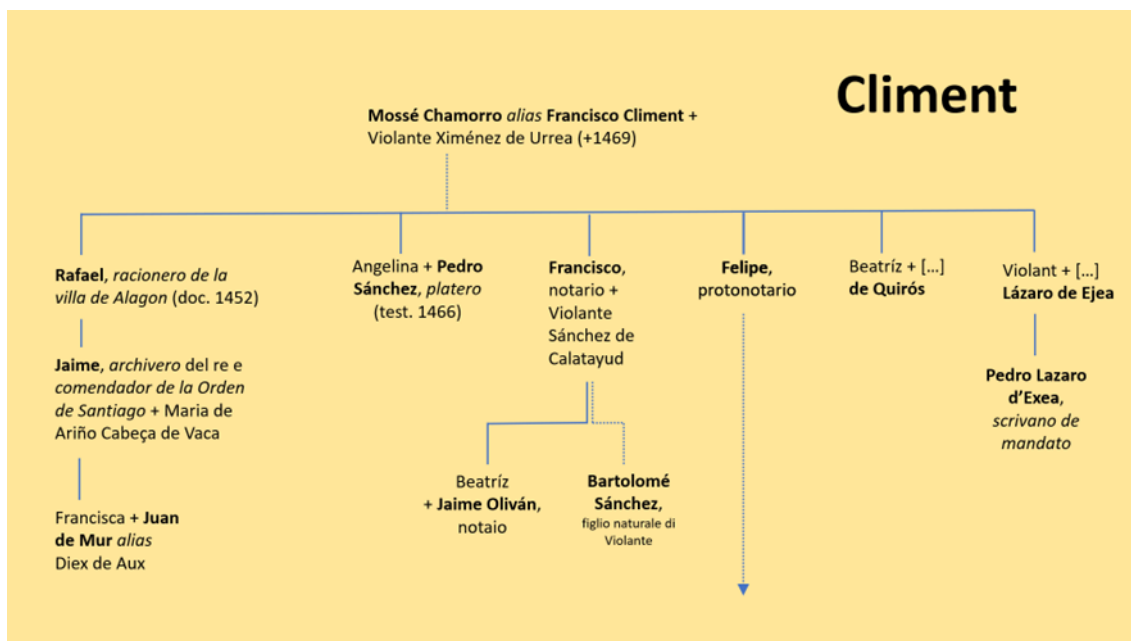 Climent
Mossé Chamorro alias Francisco Climent +
Violante Ximénez de Urrea (+1469)
Rafael, racionero de la
villa de Alagon (doc. 1452)
Angelina + Pedro
Sánchez, platero
(test. 1466)
Francisco,
notario +
Violante
Sánchez de
Calatayud
Felipe,
protonotario
Beatríz + […]
de Quirós
Violant + […]
Lázaro de Ejea
Jaime, archivero del re e
comendador de la Orden
de Santiago + Maria de
Ariño Cabeça de Vaca
Pedro Lazaro
d’Exea,
scrivano de
mandato
Beatríz
+ Jaime Oliván,
notaio
Bartolomé
Sánchez,
figlio naturale di
Violante
Francisca + Juan
de Mur alias
Diex de Aux